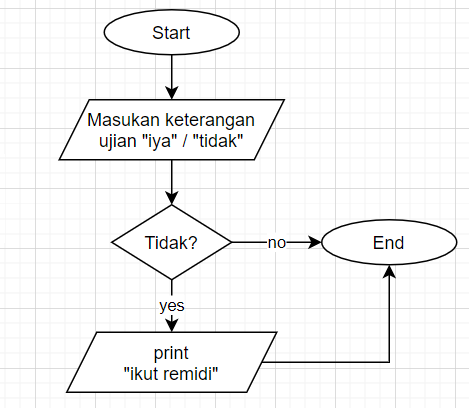 Start
Masukan keterangan
ujian "iya" / "tidak"
Tidak?
no
End
yes
print
"ikut remidi"